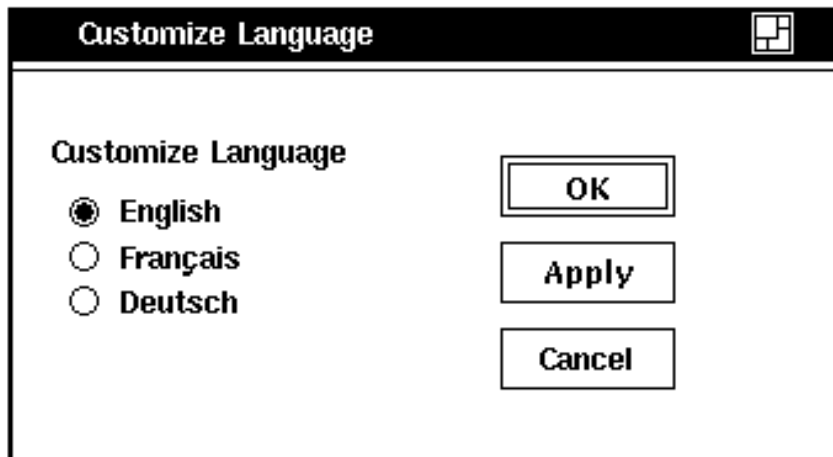 Customize Language
Customize Language
English
Français
Deutsch
OK
Apply
Cancel